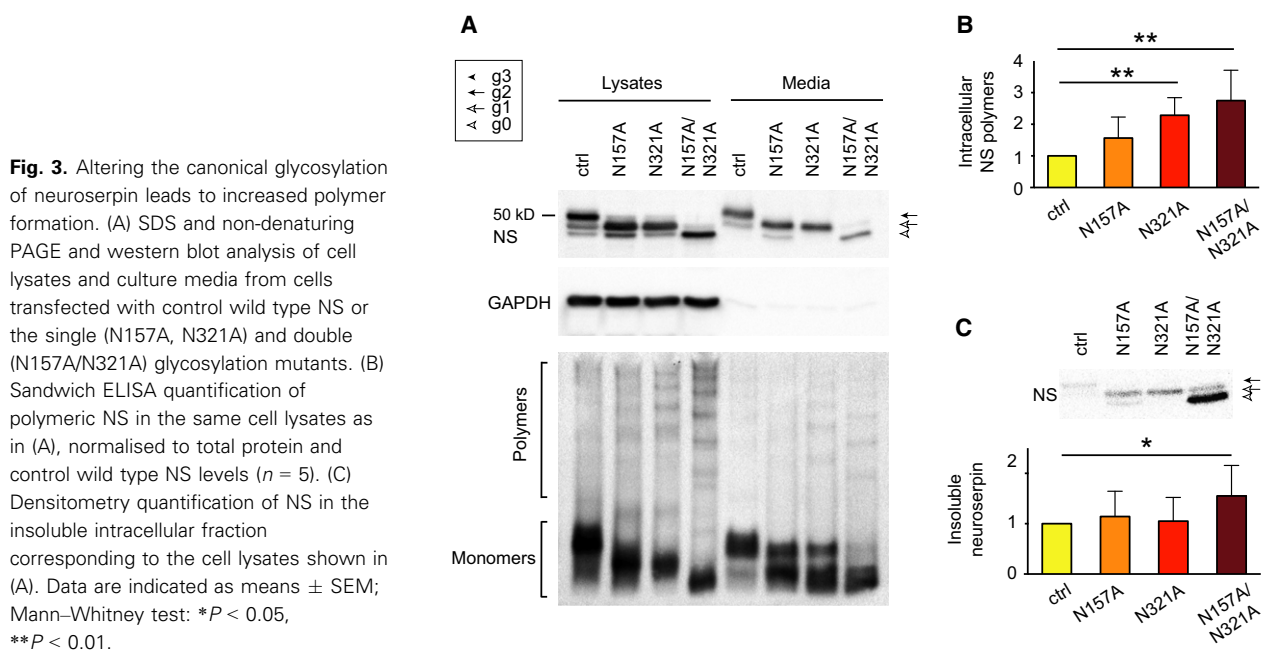 Fig. 3. Altering the canonical glycosylation
of neuroserpin leads to increased polymer
formation. (A) SDS and non-denaturing
PAGE and western blot analysis of cell
lysates and culture media from cells
transfected with control wild type NS or
the single (N157A, N321A) and double
(N157A/N321A) glycosylation mutants. (B)
Sandwich ELISA quantification of
polymeric NS in the same cell lysates as
in (A), normalised to total protein and
control wild type NS levels (n = 5). (C)
Densitometry quantification of NS in the
insoluble intracellular fraction
corresponding to the cell lysates shown in
(A). Data are indicated as means ± SEM;
Mann–Whitney test: *P < 0.05,
**P < 0.01.
A
g3
g2
g1
g0
Lysates
Media
ctrl
N157A
N321A
N157A/
N321A
ctrl
N157A
N321A
N157A/
N321A
50 kD
NS
GAPDH
Polymers
Monomers
B
**
**
Intracellular
NS polymers
4
3
2
1
0
ctrl
N157A
N321A
N157A/
N321A
C
ctrl
N157A
N321A
N157A/
N321A
NS
*
Insoluble
neuroserpin
2
1
0
ctrl
N157A
N321A
N157A/
N321A